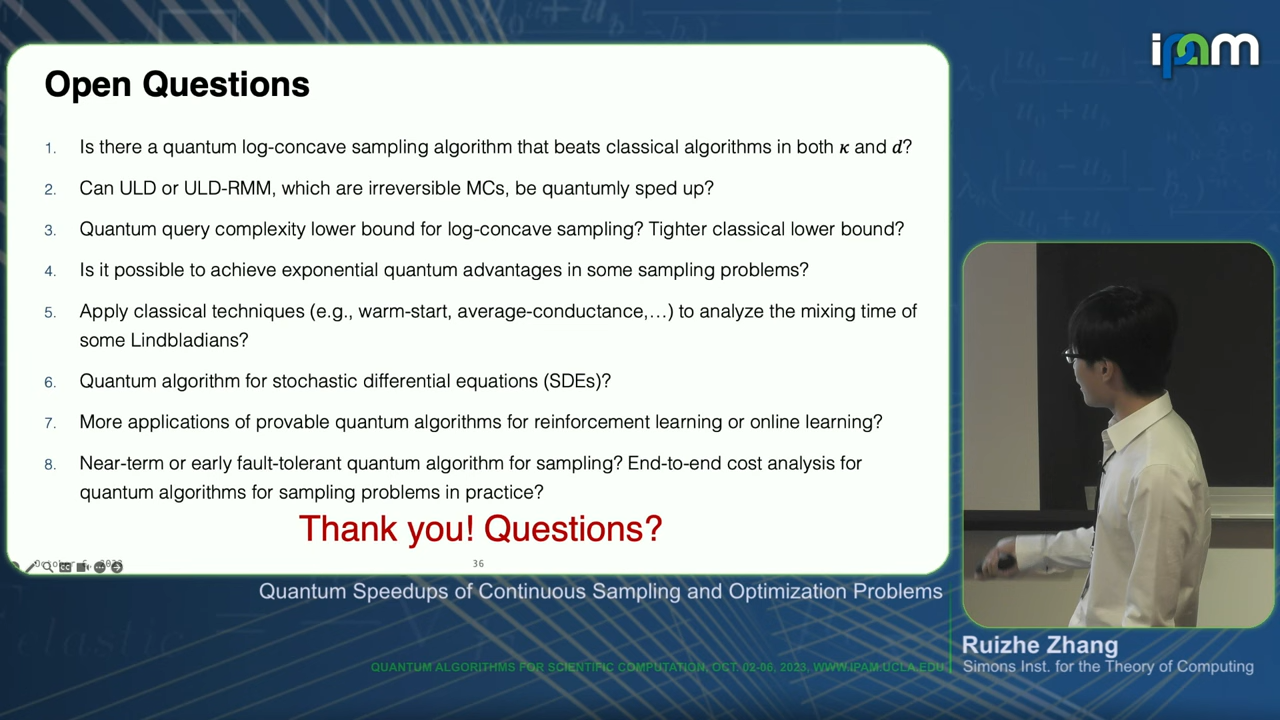 ipam
Open Questions
1. Is there a quantum log-concave sampling algorithm that beats classical algorithms in both κ and d?
2. Can ULD or ULD-RMM, which are irreversible MCs, be quantumly sped up?
3. Quantum query complexity lower bound for log-concave sampling? Tighter classical lower bound?
4. Is it possible to achieve exponential quantum advantages in some sampling problems?
5. Apply classical techniques (e.g., warm-start, average-conductance,…) to analyze the mixing time of
some Lindbladians?
6. Quantum algorithm for stochastic differential equations (SDEs)?
7. More applications of provable quantum algorithms for reinforcement learning or online learning?
8. Near-term or early fault-tolerant quantum algorithm for sampling? End-to-end cost analysis for
quantum algorithms for sampling problems in practice?
Thank you! Questions?
36
Quantum Speedups of Continuous Sampling and Optimization Problems
Ruizhe Zhang
Simons Inst. for the Theory of Computing
QUANTUM ALGORITHMS FOR SCIENTIFIC COMPUTATION, OCT. 02-06, 2023, WWW.IPAM.UCLA.EDU
elastic